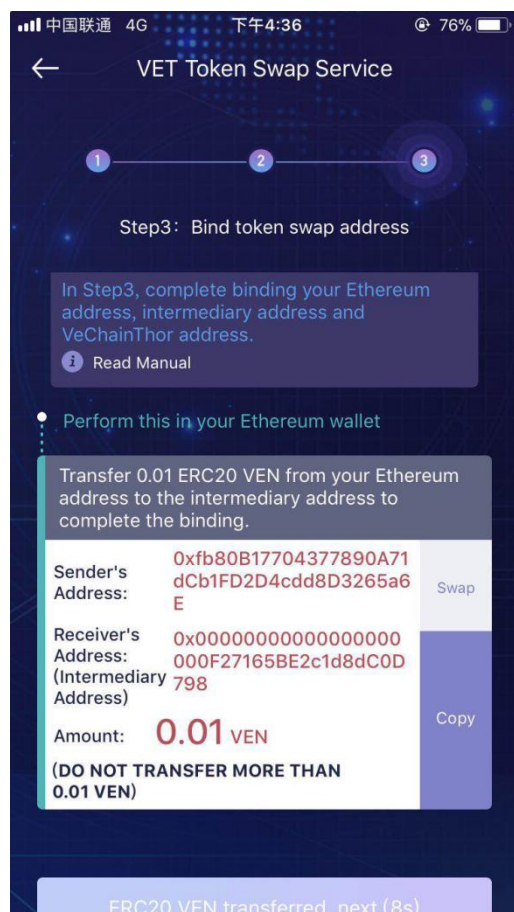 中国联通 4G 下午4:36 76%
VET Token Swap Service
1 2 3
Step3: Bind token swap address
In Step3, complete binding your Ethereum
address, intermediary address and
VeChainThor address.
i Read Manual
Perform this in your Ethereum wallet
Transfer 0.01 ERC20 VEN from your Ethereum
address to the intermediary address to
complete the binding.
Sender's
Address:
0xfb80B17704377890A71
dCb1FD2D4cdd8D3265a6
E
Swap
Receiver's
Address:
(Intermediary
Address)
0x00000000000000000
000F27165BE2c1d8dC0D
798
Copy
Amount: 0.01 VEN
(DO NOT TRANSFER MORE THAN
0.01 VEN)
ERC20 VEN transferred, next (8s)